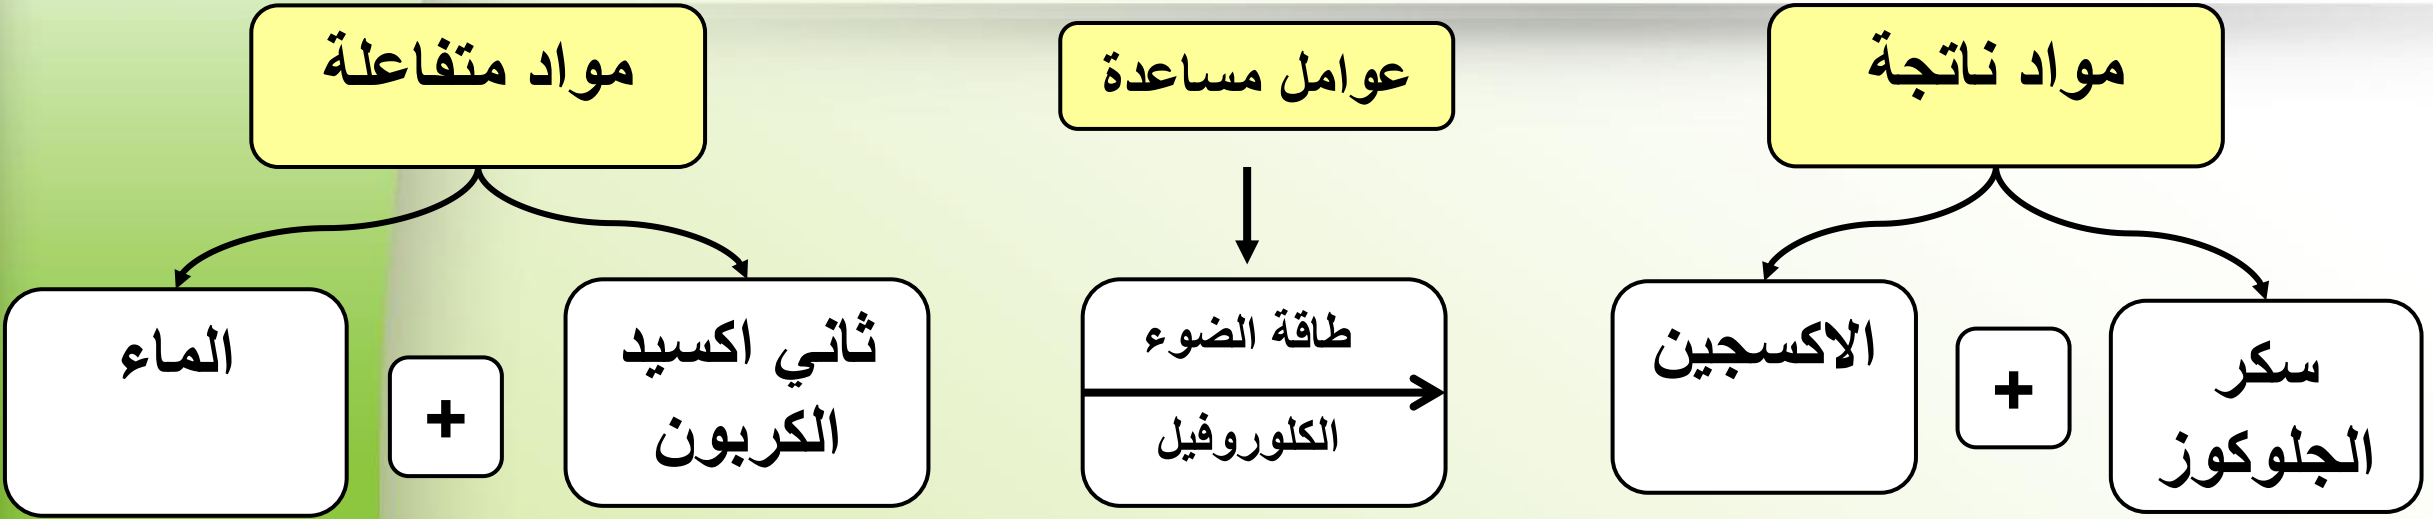 مواد متفاعلة
عوامل مساعدة
مواد ناتجة
الماء
+
ثاني اكسيد
الكربون
طاقة الضوء
الكلوروفيل
الاكسجين
+
سكر
الجلوكوز